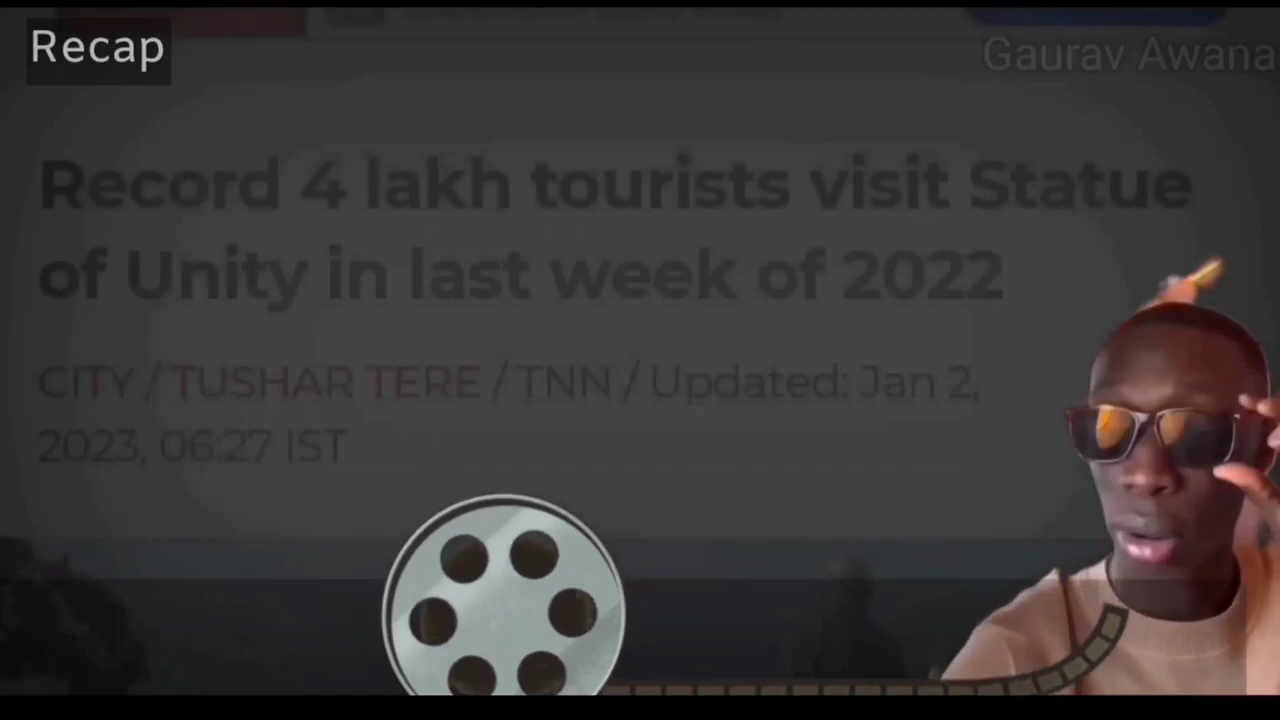 Recap
Gaurav Awana
Record 4 lakh tourists visit Statue
of Unity in last week of 2022
CITY / TUSHAR TERE / TNN / Updated: Jan 2,
2023, 06:27 IST